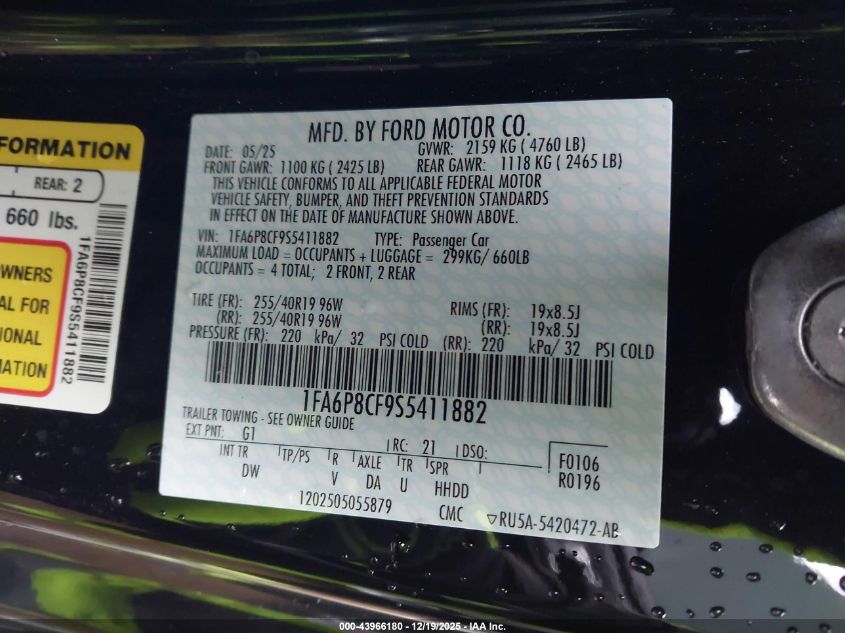 FORMATION
REAR: 2
660 lbs.
1FA6P8CF9S5411882
OWNERS
AL FOR
IONAL
MATION
MFD. BY FORD MOTOR CO.
DATE: 05/25 GVWR: 2159 KG ( 4760 LB)
FRONT GAWR: 1100 KG ( 2425 LB) REAR GAWR: 1118 KG ( 2465 LB)
THIS VEHICLE CONFORMS TO ALL APPLICABLE FEDERAL MOTOR
VEHICLE SAFETY, BUMPER, AND THEFT PREVENTION STANDARDS
IN EFFECT ON THE DATE OF MANUFACTURE SHOWN ABOVE.
VIN: 1FA6P8CF9S5411882 TYPE: Passenger Car
MAXIMUM LOAD = OCCUPANTS + LUGGAGE = 299KG/ 660LB
OCCUPANTS = 4 TOTAL; 2 FRONT, 2 REAR
TIRE (FR): 255/40R19 96W RIMS (FR): 19x8.5J
(RR): 255/40R19 96W (RR): 19x8.5J
PRESSURE (FR): 220 kPa/ 32 PSI COLD (RR): 220 kPa/ 32 PSI COLD
1FA6P8CF9S5411882
TRAILER TOWING - SEE OWNER GUIDE
EXT PNT: G1 RC: 21 DSO: F0106
INT TR TP/PS R AXLE TR SPR R0196
DW V DA U HHDD
1202505055879 CMC ▽RU5A-5420472-AB
000-43966180 - 12/19/2025 - IAA Inc.